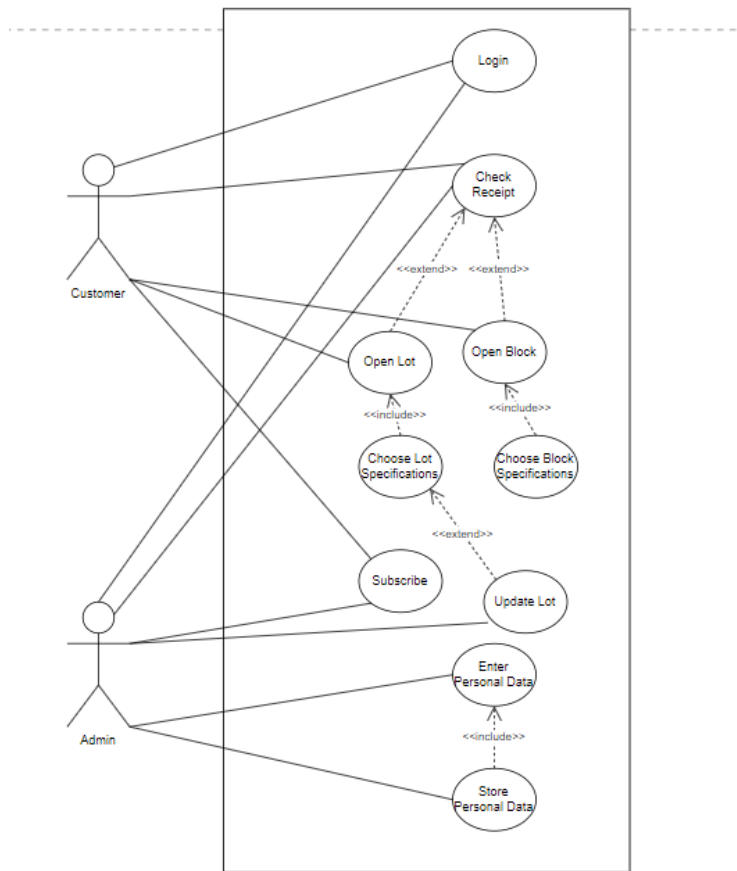 Login
Check
Receipt
<<extend>>
<<extend>>
Customer
Open Lot
Open Block
<<include>>
<<include>>
Choose Lot
Specifications
Choose Block
Specifications
<<extend>>
Subscribe
Update Lot
Enter
Personal Data
Admin
<<include>>
Store
Personal Data